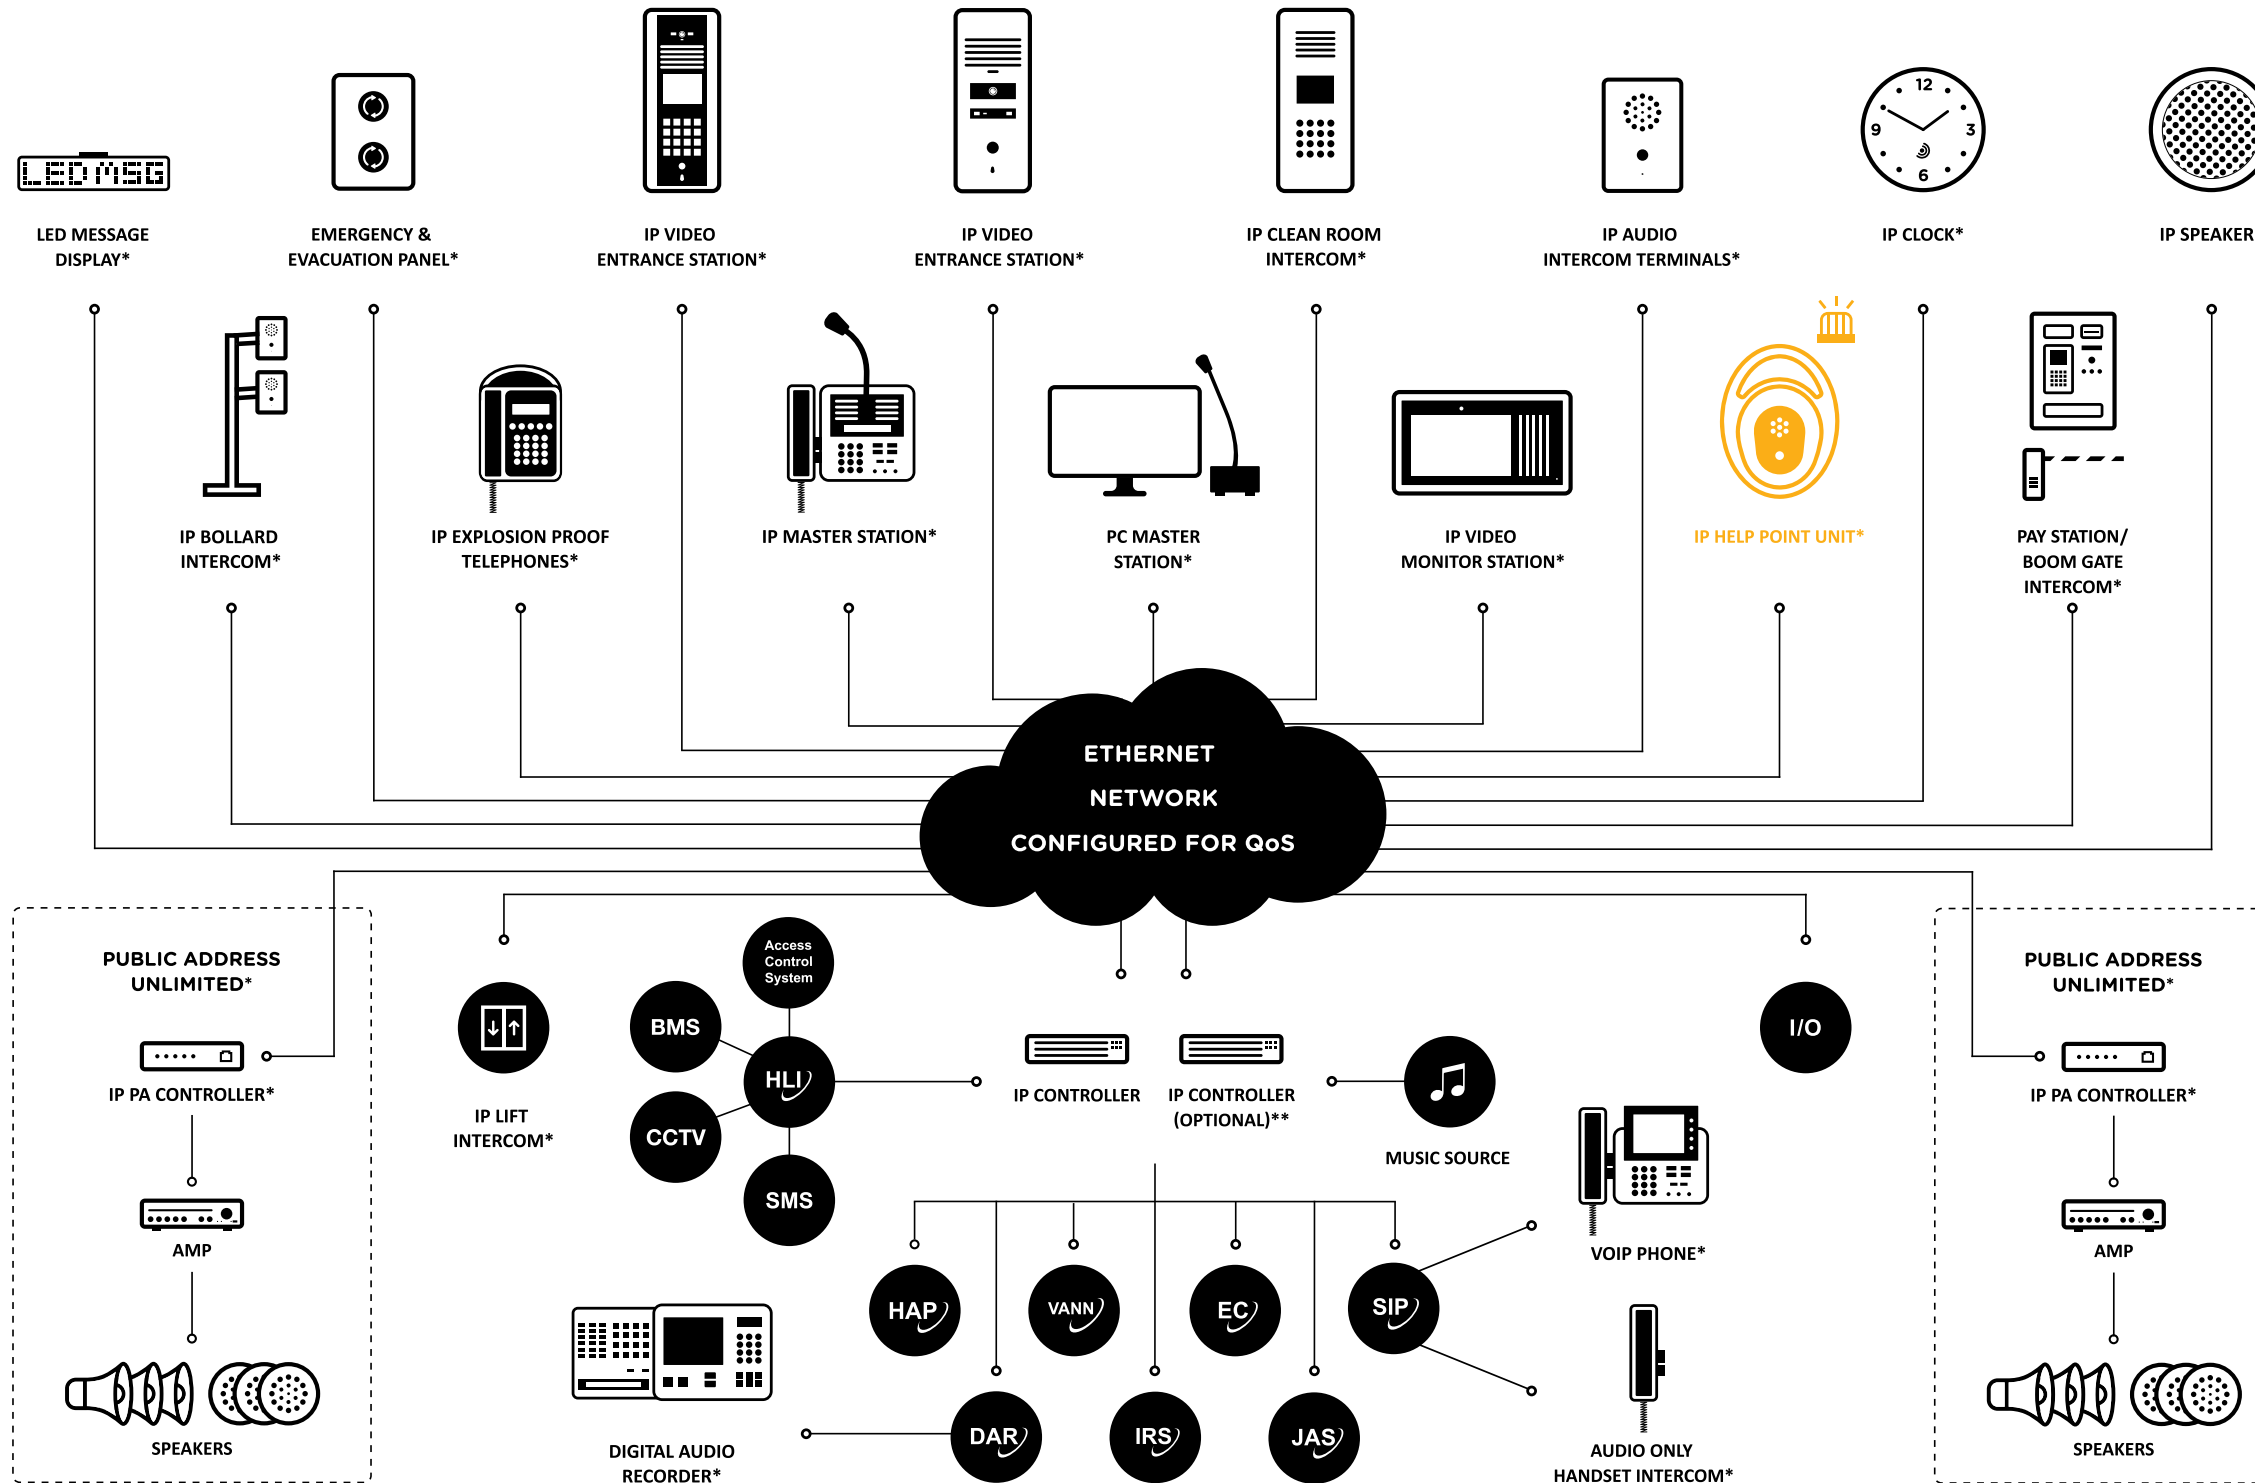 LED MSG
12
3
6
9
LED MESSAGE
DISPLAY*
EMERGENCY &
EVACUATION PANEL*
IP VIDEO
ENTRANCE STATION*
IP VIDEO
ENTRANCE STATION*
IP CLEAN ROOM
INTERCOM*
IP AUDIO
INTERCOM TERMINALS*
IP CLOCK*
IP SPEAKER
IP BOLLARD
INTERCOM*
IP EXPLOSION PROOF
TELEPHONES*
IP MASTER STATION*
PC MASTER
STATION*
IP VIDEO
MONITOR STATION*
IP HELP POINT UNIT*
PAY STATION/
BOOM GATE
INTERCOM*
ETHERNET
NETWORK
CONFIGURED FOR QoS
PUBLIC ADDRESS
UNLIMITED*
IP PA CONTROLLER*
AMP
SPEAKERS
IP LIFT
INTERCOM*
Access
Control
System
BMS
HLI
CCTV
SMS
IP CONTROLLER
IP CONTROLLER
(OPTIONAL)**
MUSIC SOURCE
I/O
VOIP PHONE*
HAP
VANN
EC
SIP
DAR
IRS
JAS
DIGITAL AUDIO
RECORDER*
AUDIO ONLY
HANDSET INTERCOM*
PUBLIC ADDRESS
UNLIMITED*
IP PA CONTROLLER*
AMP
SPEAKERS